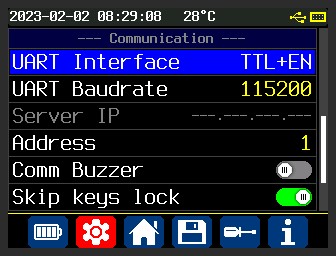 2023-02-02 08:29:08 28°C
--- Communication ---
UART Interface TTL+EN
UART Baudrate 115200
Server IP ---.---.---.---
Address 1
Comm Buzzer
Skip keys lock